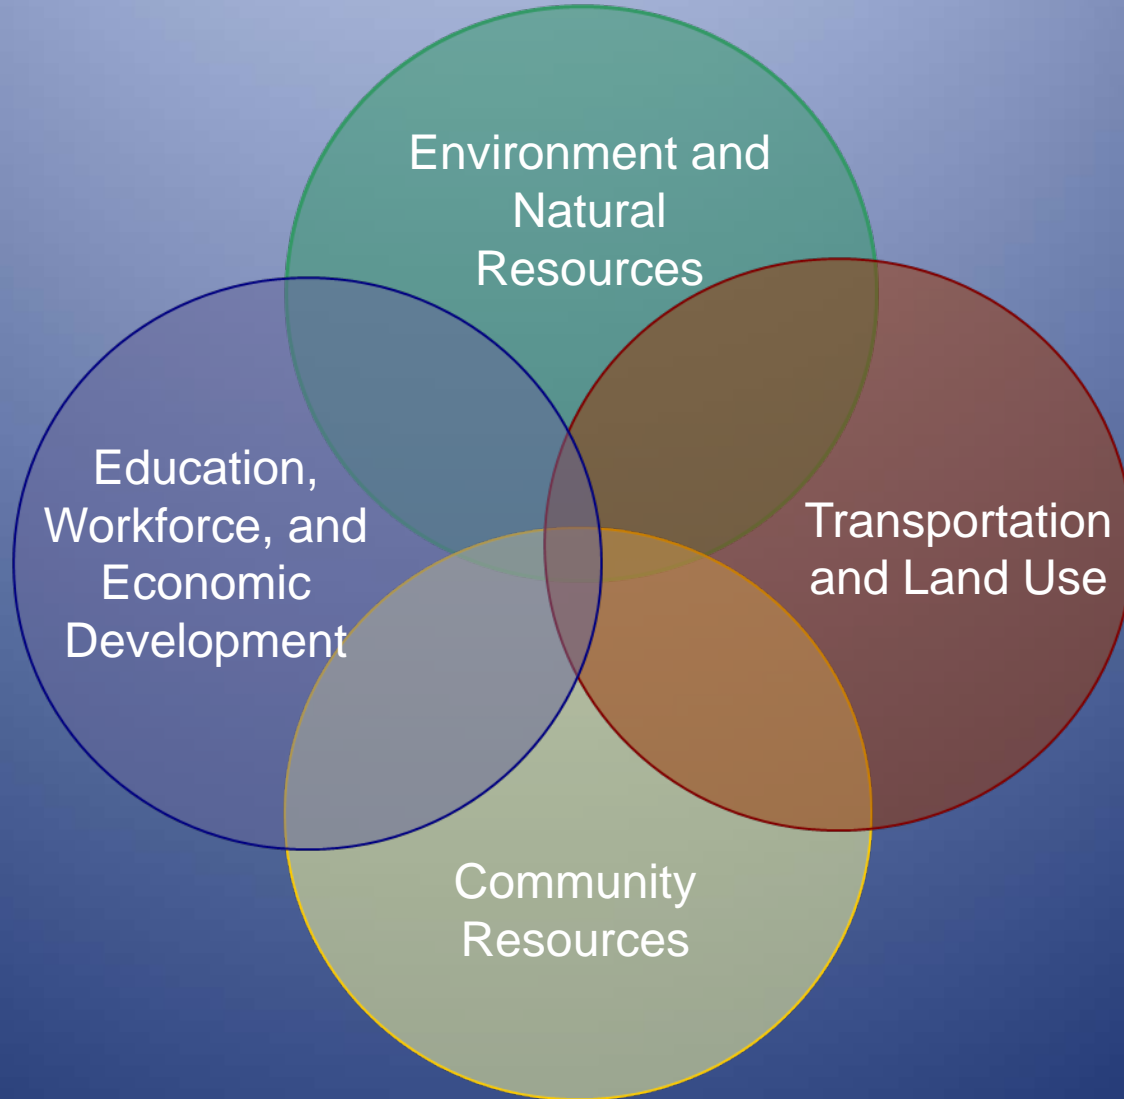 Environment and
Natural
Resources
Education,
Workforce, and
Economic
Development
Transportation
and Land Use
Community
Resources